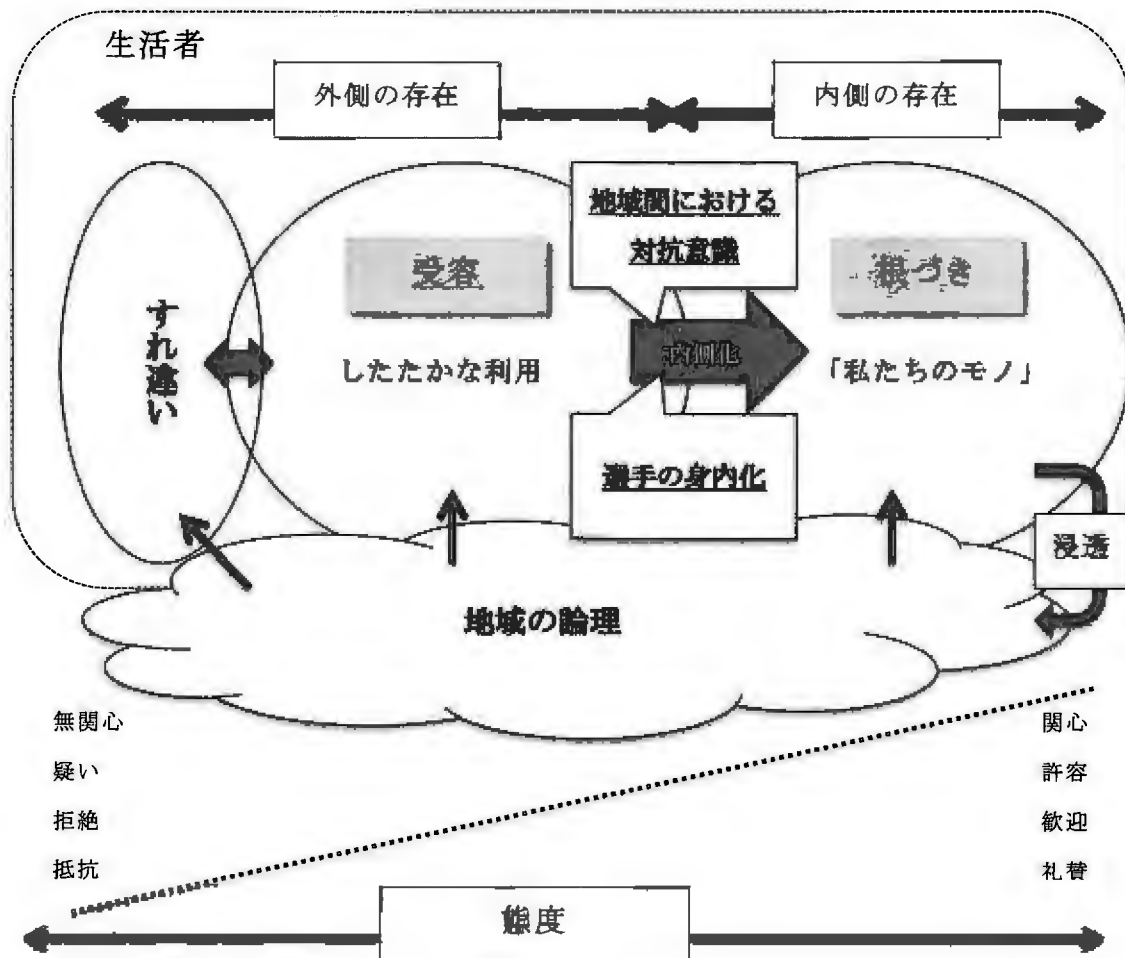 生活者
外側の存在
内側の存在
地域間における
対抗意識
受容
根づき
すれ違い
したたかな利用
内側化
「私たちのモノ」
選手の身内化
浸透
地域の論理
無関心
疑い
拒絶
抵抗
関心
許容
歓迎
礼賛
態度